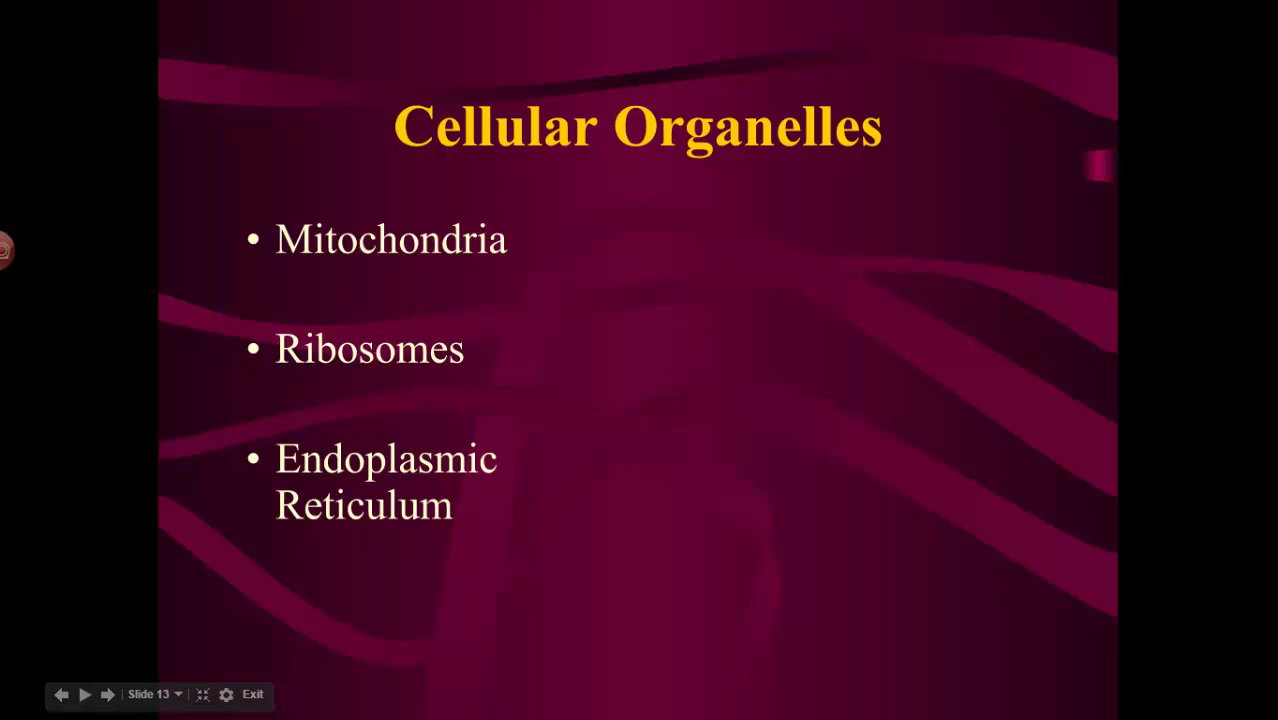 Cellular Organelles
• Mitochondria
• Ribosomes
• Endoplasmic
Reticulum
Slide 13
Exit